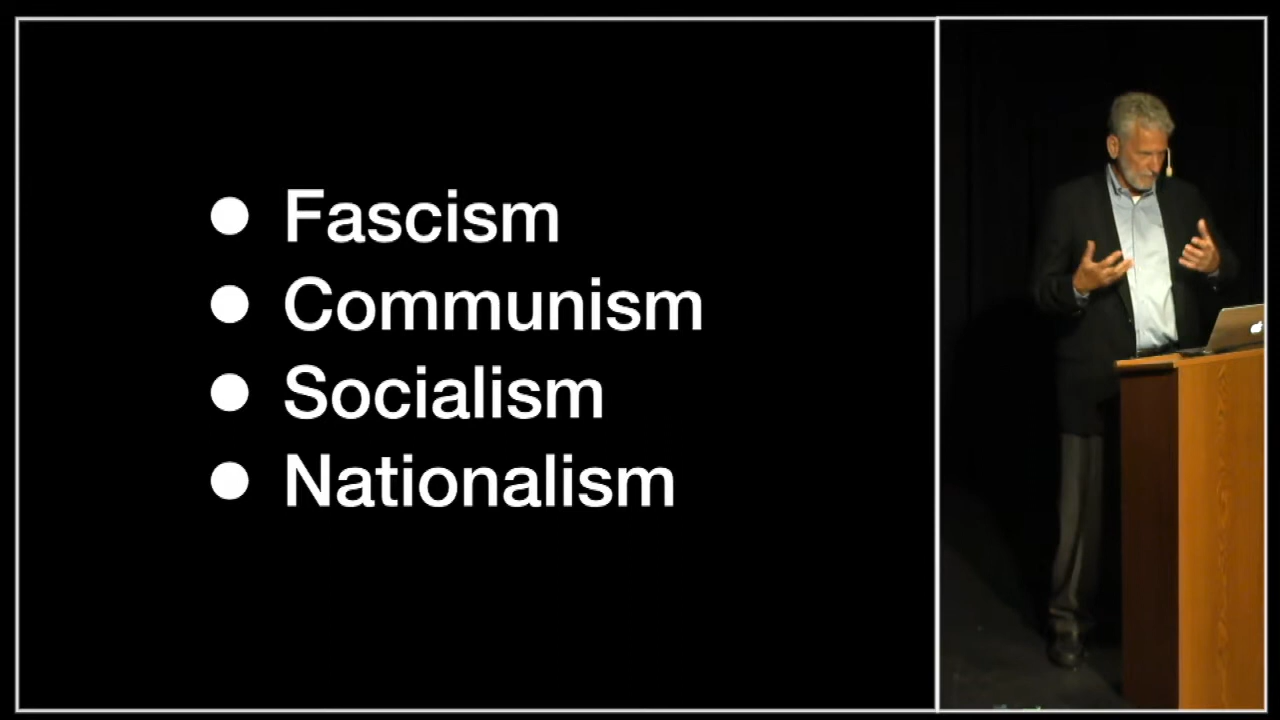 ● Fascism
● Communism
● Socialism
● Nationalism